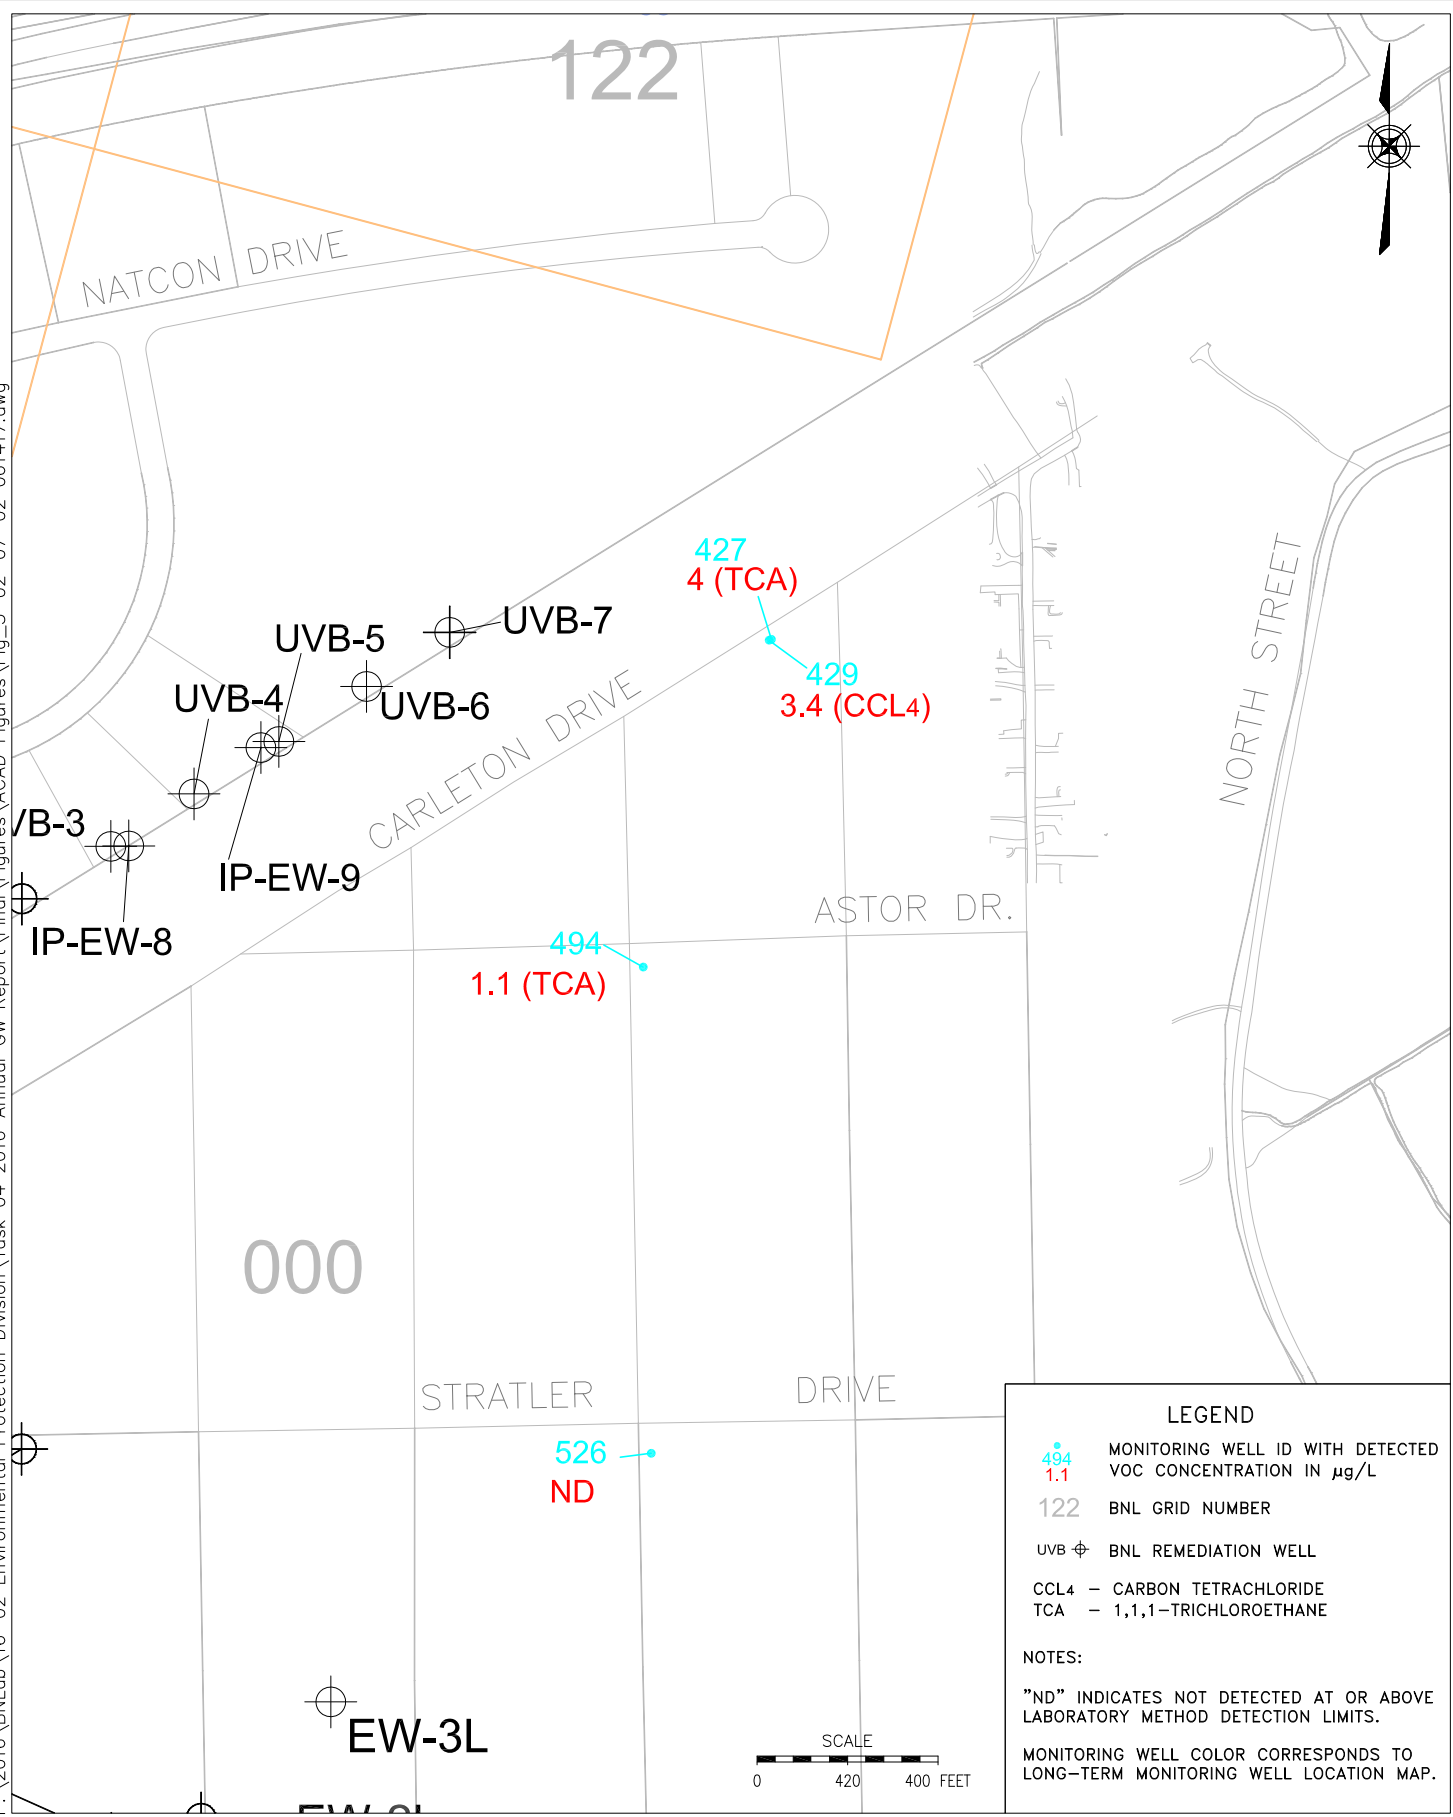 122
NATCON DRIVE
427
4 (TCA)
429
3.4 (CCL4)
UVB-7
UVB-5
UVB-6
UVB-4
VB-3
IP-EW-9
IP-EW-8
CARLETON DRIVE
NORTH STREET
ASTOR DR.
494
1.1 (TCA)
000
STRATLER DRIVE
526
ND
EW-3L
SCALE
0 420 400 FEET
LEGEND
494
1.1
MONITORING WELL ID WITH DETECTED
VOC CONCENTRATION IN µg/L
122 BNL GRID NUMBER
UVB BNL REMEDIATION WELL
CCL4 – CARBON TETRACHLORIDE
TCA – 1,1,1–TRICHLOROETHANE
NOTES:
"ND" INDICATES NOT DETECTED AT OR ABOVE
LABORATORY METHOD DETECTION LIMITS.
MONITORING WELL COLOR CORRESPONDS TO
LONG–TERM MONITORING WELL LOCATION MAP.